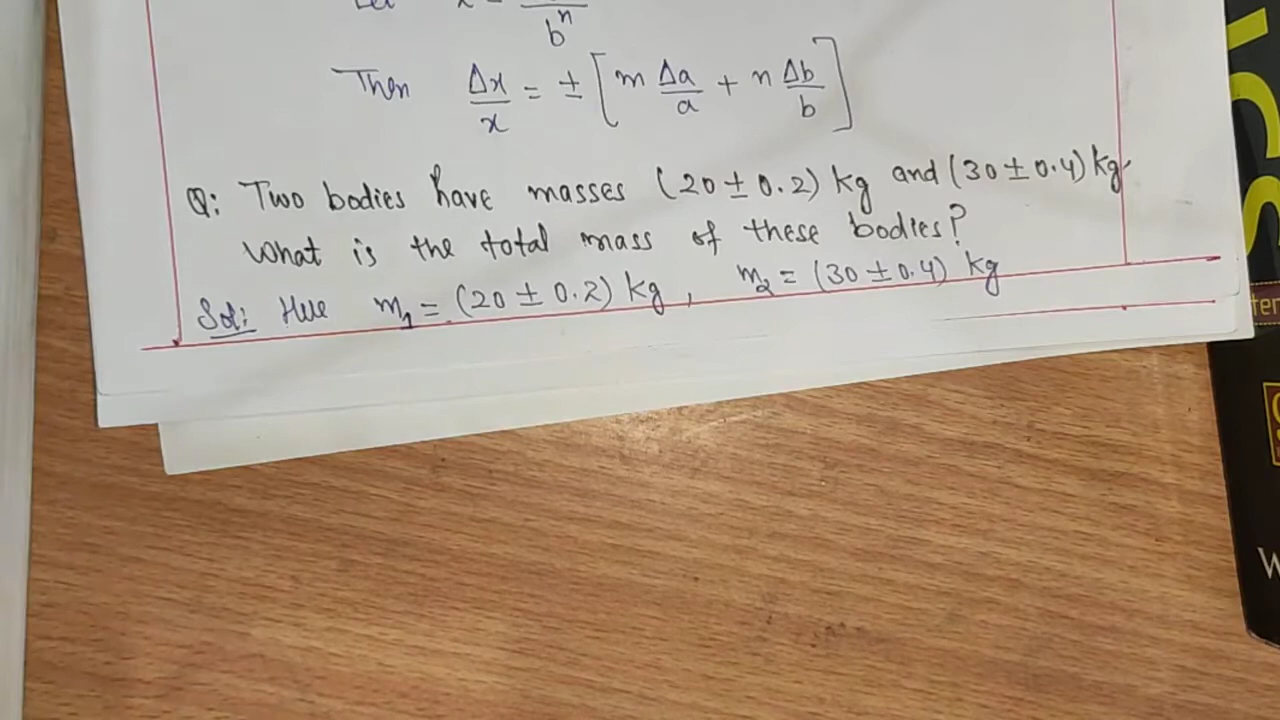 b^n
Then Δx/x = ± [m Δa/a + n Δb/b]
Q: Two bodies have masses (20 ± 0.2) kg and (30 ± 0.4) kg.
What is the total mass of these bodies?
Sol: Here m₁ = (20 ± 0.2) kg, m₂ = (30 ± 0.4) kg